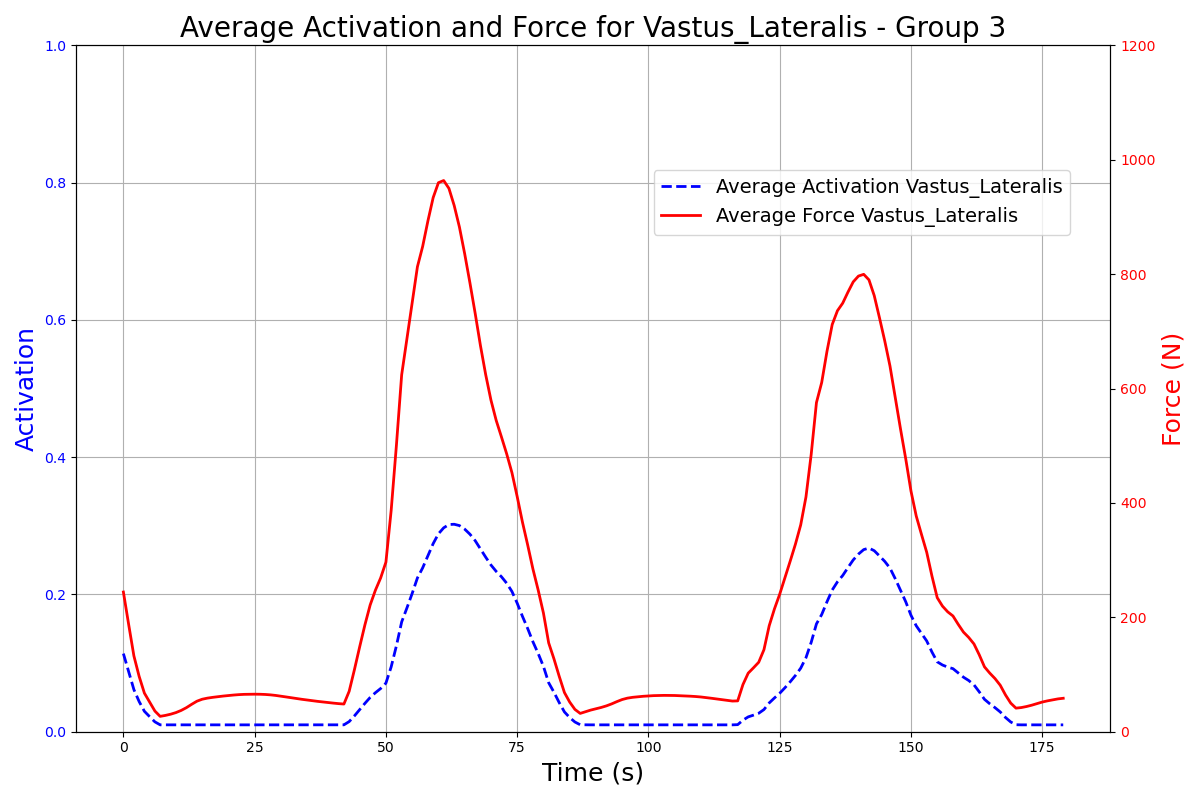 Average Activation and Force for Vastus_Lateralis - Group 3
1.0
0.8
0.6
0.4
0.2
0.0
Activation
1200
1000
800
600
400
200
0
Force (N)
Average Activation Vastus_Lateralis
Average Force Vastus_Lateralis
0 25 50 75 100 125 150 175
Time (s)